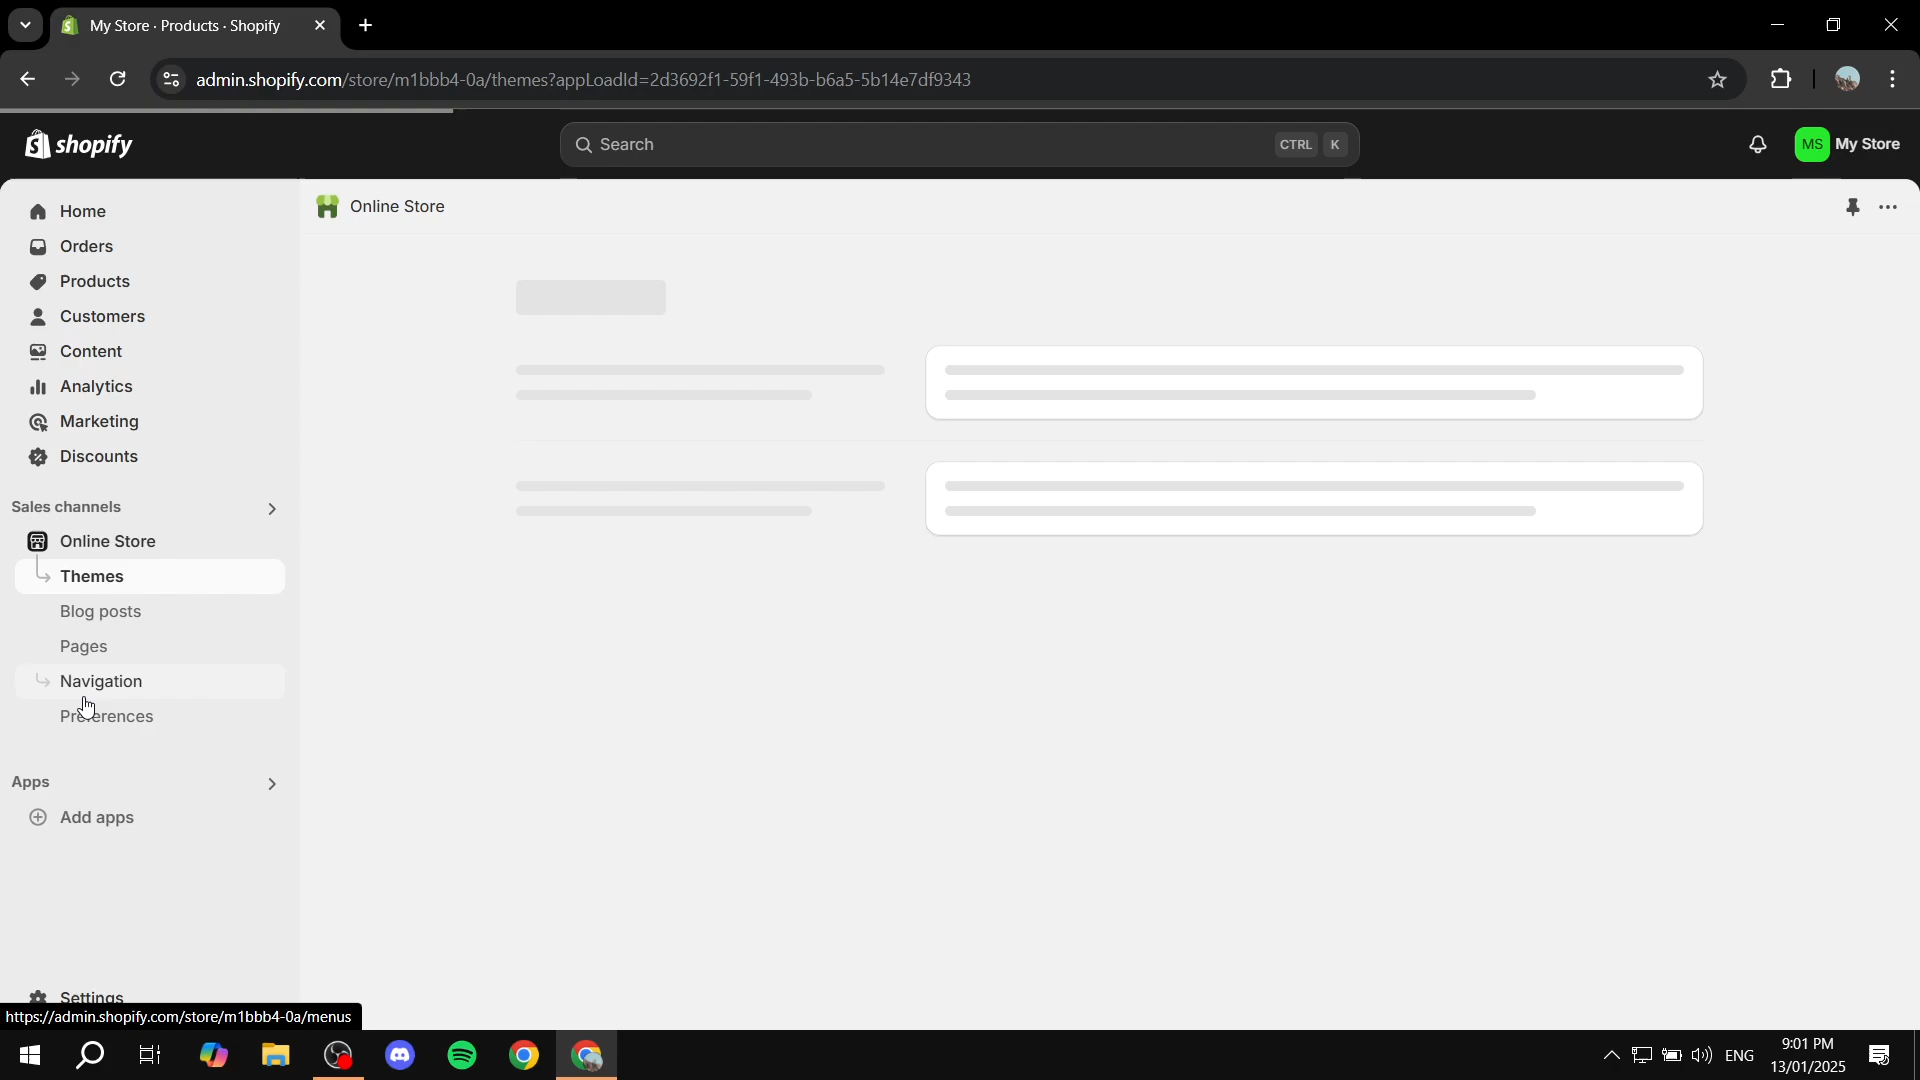 My Store · Products · Shopify
admin.shopify.com/store/m1bbb4-0a/themes?appLoadId=2d3692f1-59f1-493b-b6a5-5b14e7df9343
shopify
Search
CTRL K
MS My Store
Home
Orders
Products
Customers
Content
Analytics
Marketing
Discounts
Sales channels
Online Store
Themes
Blog posts
Pages
Navigation
Preferences
Apps
Add apps
Settings
Online Store
https://admin.shopify.com/store/m1bbb4-0a/menus
ENG
9:01 PM
13/01/2025